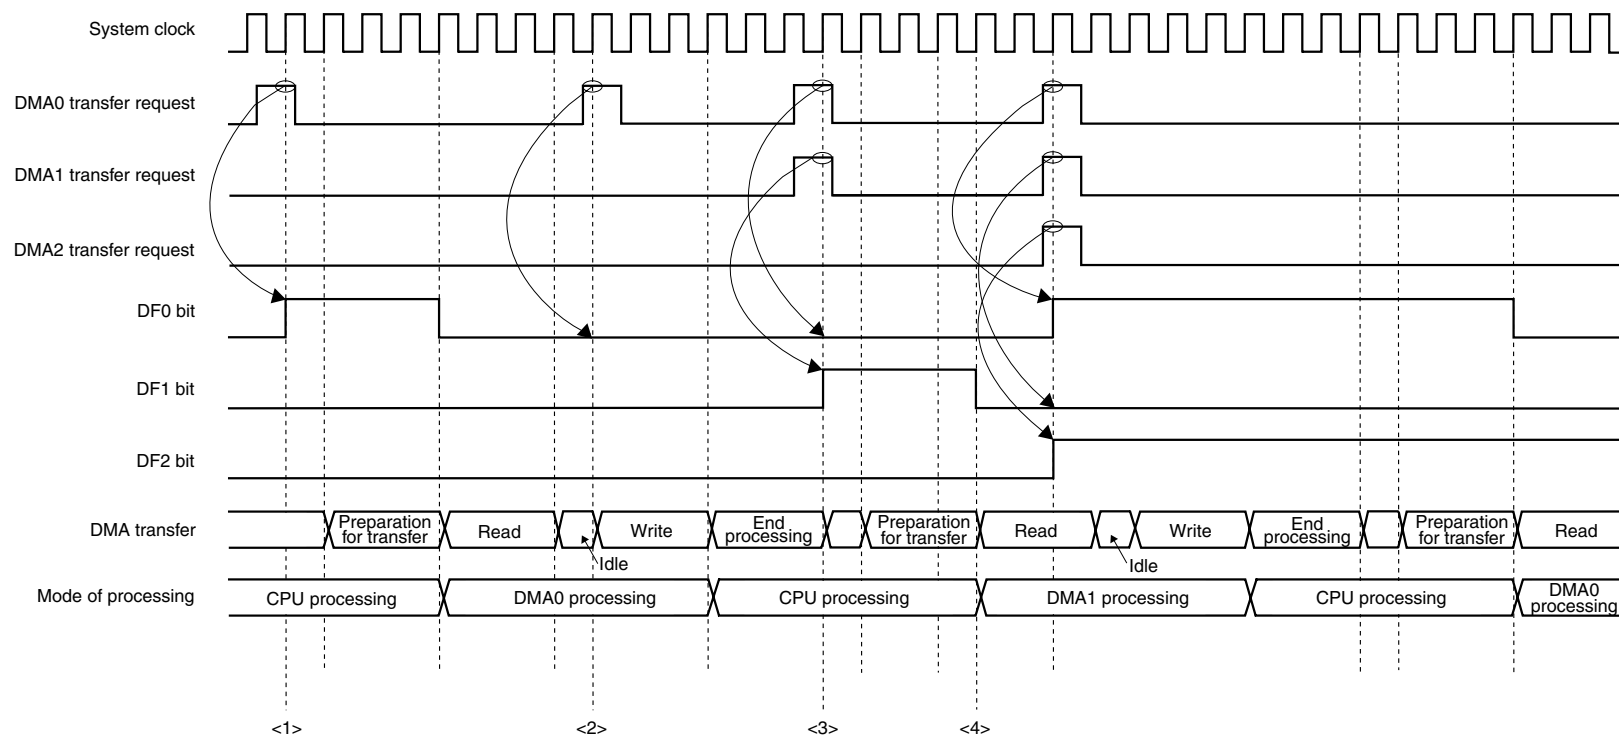 System clock
DMA0 transfer request
DMA1 transfer request
DMA2 transfer request
DF0 bit
DF1 bit
DF2 bit
DMA transfer
Preparation
for transfer
Read
Idle
Write
End
processing
Preparation
for transfer
Read
Idle
Write
End
processing
Preparation
for transfer
Read
Mode of processing
CPU processing
DMA0 processing
CPU processing
DMA1 processing
CPU processing
DMA0
processing
<1>
<2>
<3>
<4>